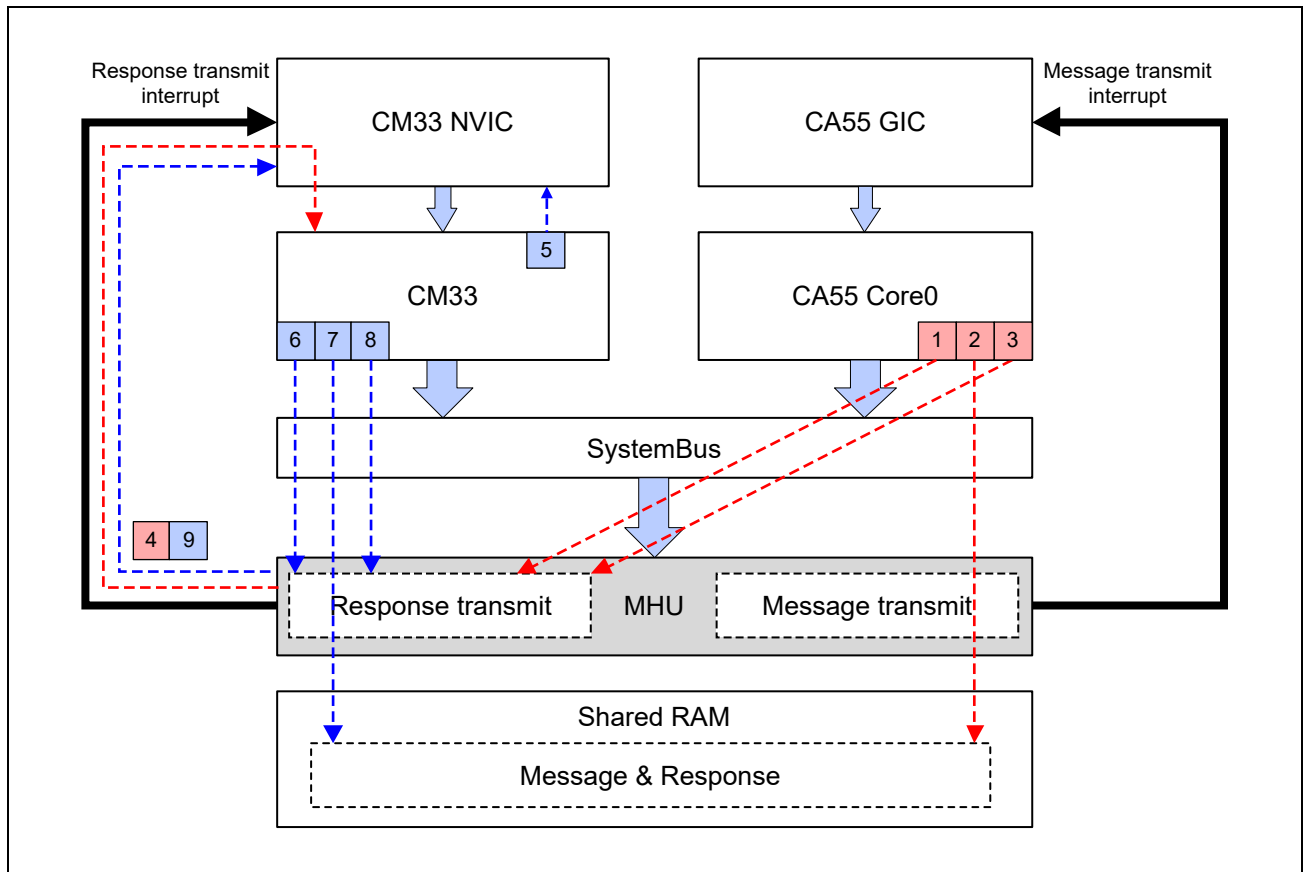 Response transmit
interrupt
Message transmit
interrupt
CM33 NVIC
CA55 GIC
5
CM33
CA55 Core0
6 7 8
1 2 3
SystemBus
4 9
Response transmit
MHU
Message transmit
Shared RAM
Message & Response